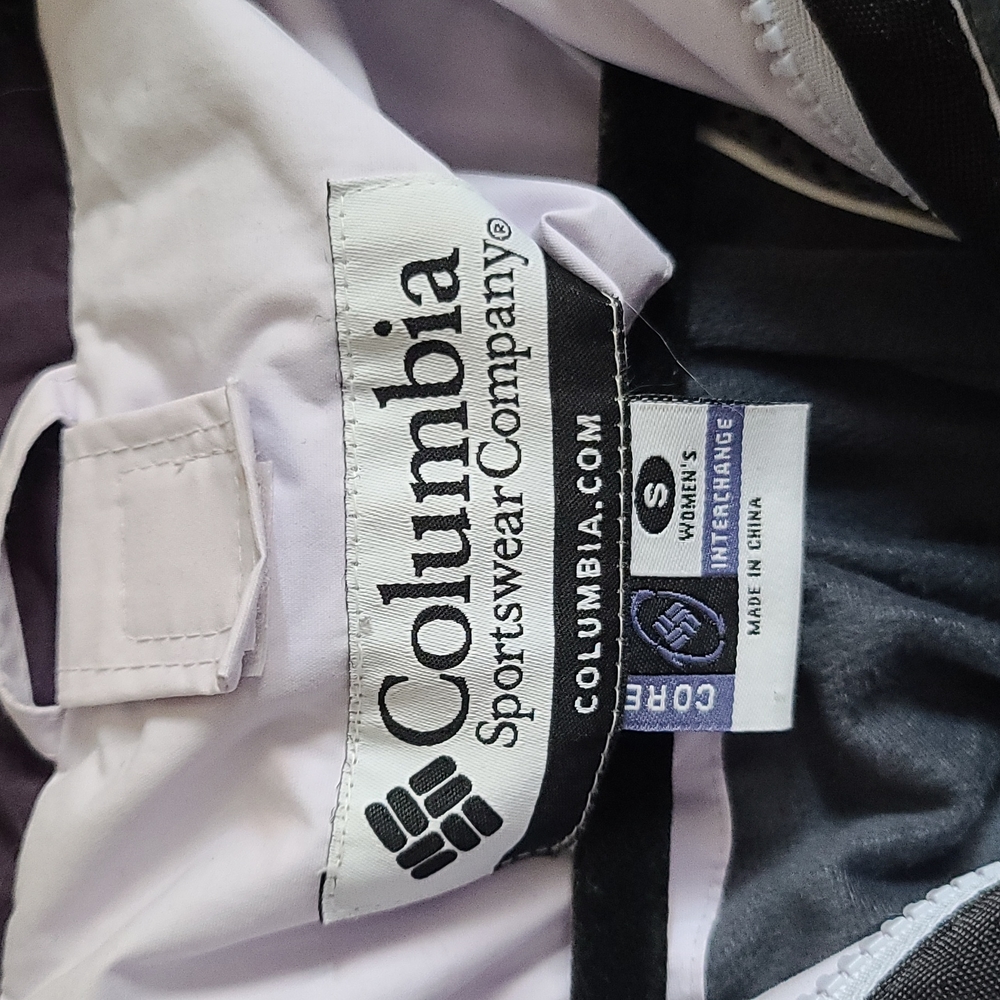 Columbia
Sportswear Company®
COLUMBIA.COM
S
WOMEN'S
INTERCHANGE
CORE
MADE IN CHINA